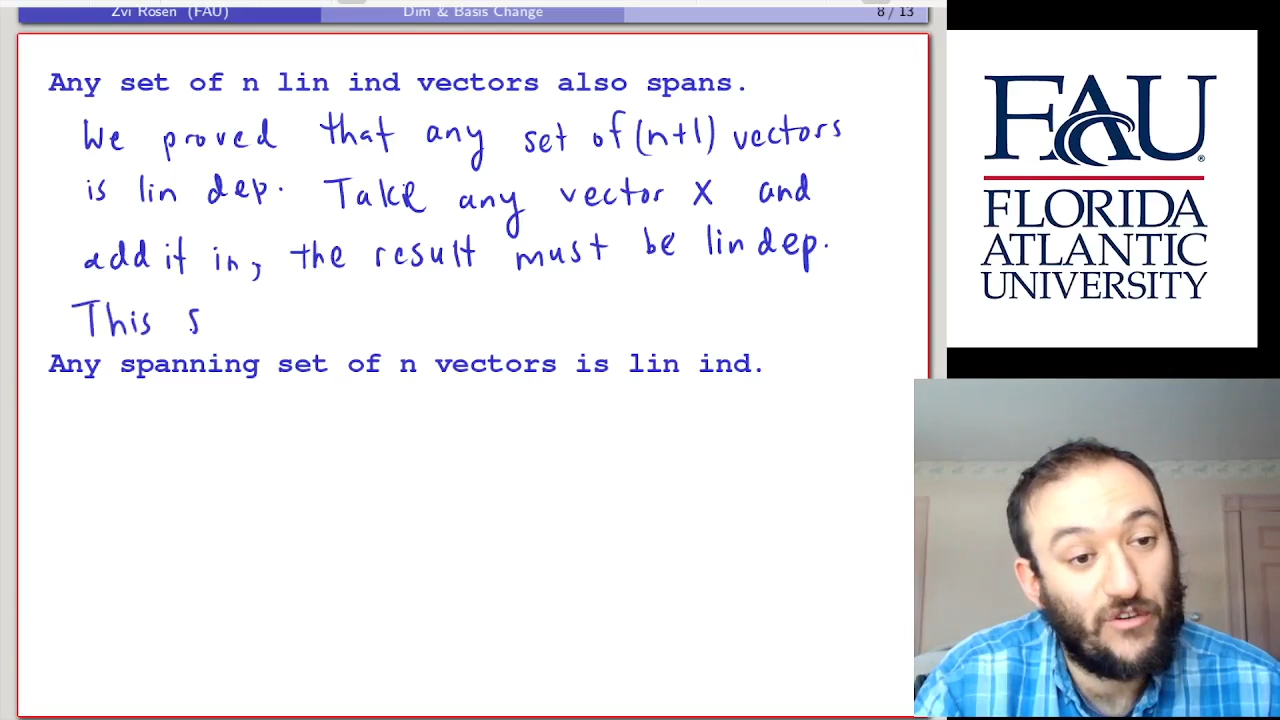 Zvi Rosen (FAU) Dim & Basis Change 8 / 13
Any set of n lin ind vectors also spans.
We proved that any set of (n+1) vectors
is lin dep. Take any vector x and
add it in, the result must be lin dep.
This s
Any spanning set of n vectors is lin ind.
FAU®
FLORIDA
ATLANTIC
UNIVERSITY